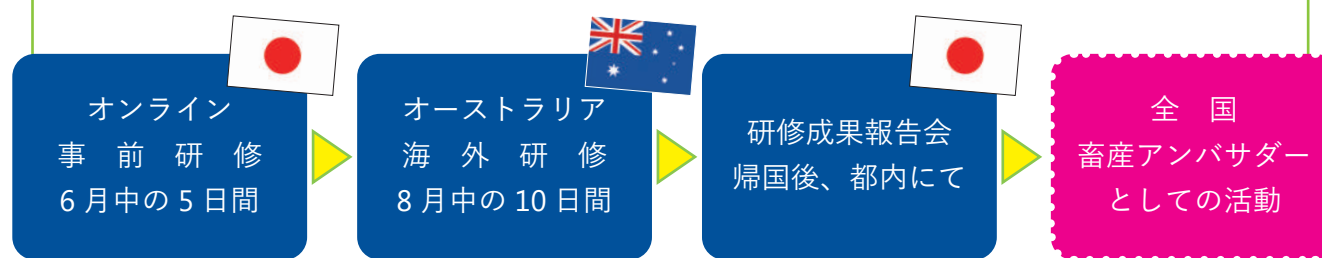 オンライン
事 前 研 修
6 月中の 5 日間
オーストラリア
海 外 研 修
8 月中の 10 日間
研修成果報告会
帰国後、都内にて
全 国
畜産アンバサダー
としての活動